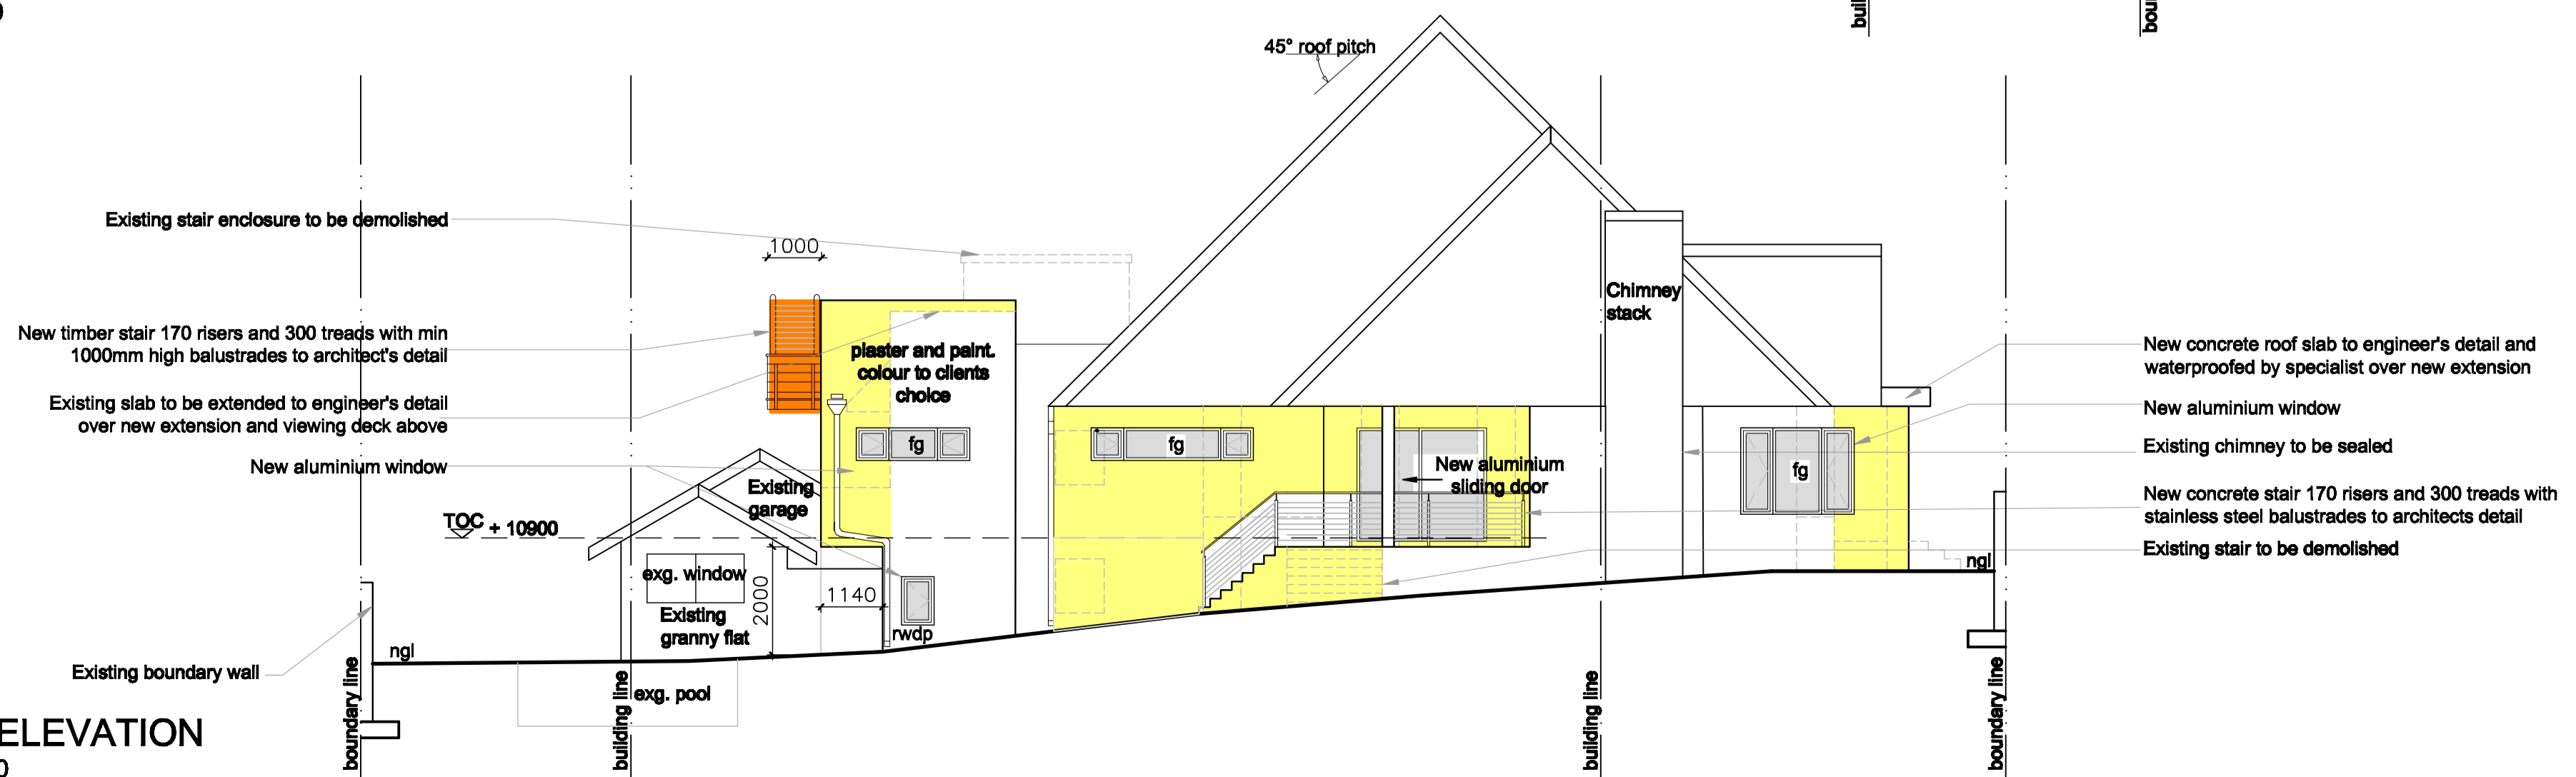 45° roof pitch
Existing stair enclosure to be demolished
1000
New timber stair 170 risers and 300 treads with min
1000mm high balustrades to architect's detail
Existing slab to be extended to engineer's detail
over new extension and viewing deck above
New aluminium window
plaster and paint.
colour to clients
choice
fg
fg
Existing
garage
TOC + 10900
exg. window
Existing
granny flat
2000
1140
rwdp
ngl
exg. pool
Existing boundary wall
boundary line
building line
New aluminium
sliding door
Chimney
stack
fg
New concrete roof slab to engineer's detail and
waterproofed by specialist over new extension
New aluminium window
Existing chimney to be sealed
New concrete stair 170 risers and 300 treads with
stainless steel balustrades to architects detail
Existing stair to be demolished
ngl
building line
boundary line
ELEVATION